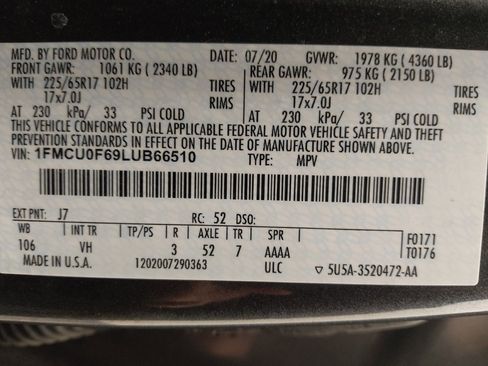 MFD. BY FORD MOTOR CO. DATE: 07/20 GVWR: 1978 KG ( 4360 LB)
FRONT GAWR: 1061 KG ( 2340 LB) REAR GAWR: 975 KG ( 2150 LB)
WITH 225/65R17 102H TIRES WITH 225/65R17 102H TIRES
17x7.0J RIMS 17x7.0J RIMS
AT 230 kPa/ 33 PSI COLD AT 230 kPa/ 33 PSI COLD
THIS VEHICLE CONFORMS TO ALL APPLICABLE FEDERAL MOTOR VEHICLE SAFETY AND THEFT
PREVENTION STANDARDS IN EFFECT ON THE DATE OF MANUFACTURE SHOWN ABOVE.
VIN: 1FMCU0F69LUB66510 TYPE: MPV
EXT PNT: J7 RC: 52 DSO:
WB INT TR TP/PS R AXLE TR SPR F0171
106 VH 3 52 7 AAAA T0176
MADE IN U.S.A. 1202007290363 ULC ▽ 5U5A-3520472-AA